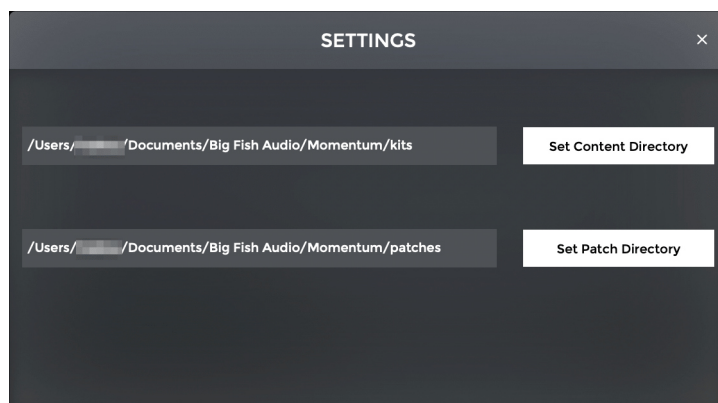 SETTINGS
/Users/ /Documents/Big Fish Audio/Momentum/kits
Set Content Directory
/Users/ /Documents/Big Fish Audio/Momentum/patches
Set Patch Directory